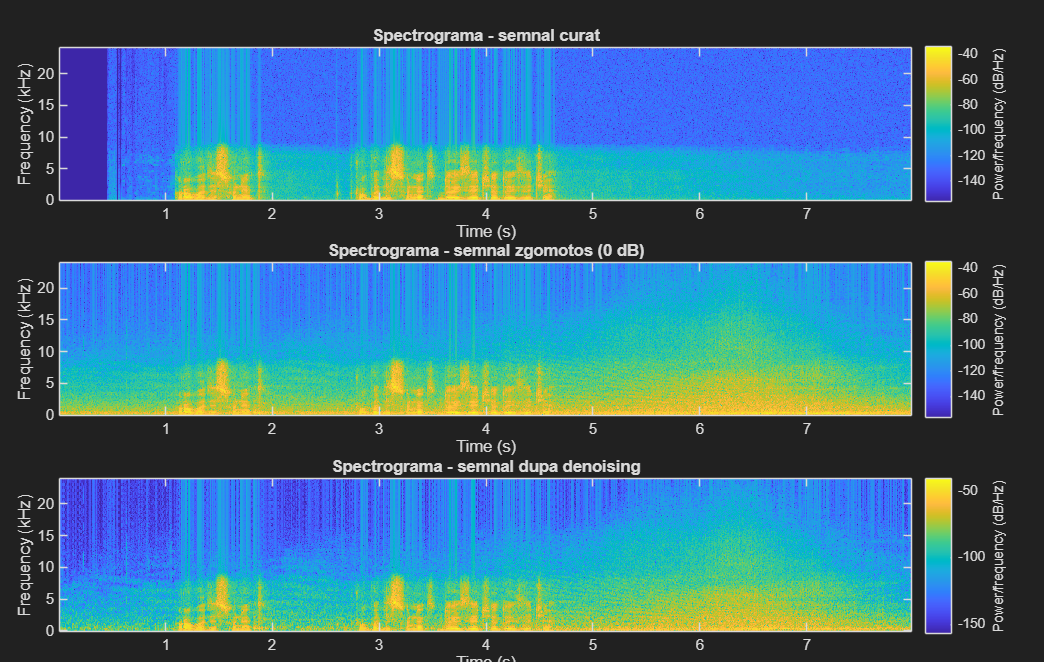 Spectrograma - semnal curat
Frequency (kHz)
20
15
10
5
0
1 2 3 4 5 6 7
Time (s)
-40
-60
-80
-100
-120
-140
Power/frequency (dB/Hz)
Spectrograma - semnal zgomotos (0 dB)
Frequency (kHz)
20
15
10
5
0
1 2 3 4 5 6 7
Time (s)
-40
-60
-80
-100
-120
-140
Power/frequency (dB/Hz)
Spectrograma - semnal dupa denoising
Frequency (kHz)
20
15
10
5
0
1 2 3 4 5 6 7
Time (s)
-50
-100
-150
Power/frequency (dB/Hz)